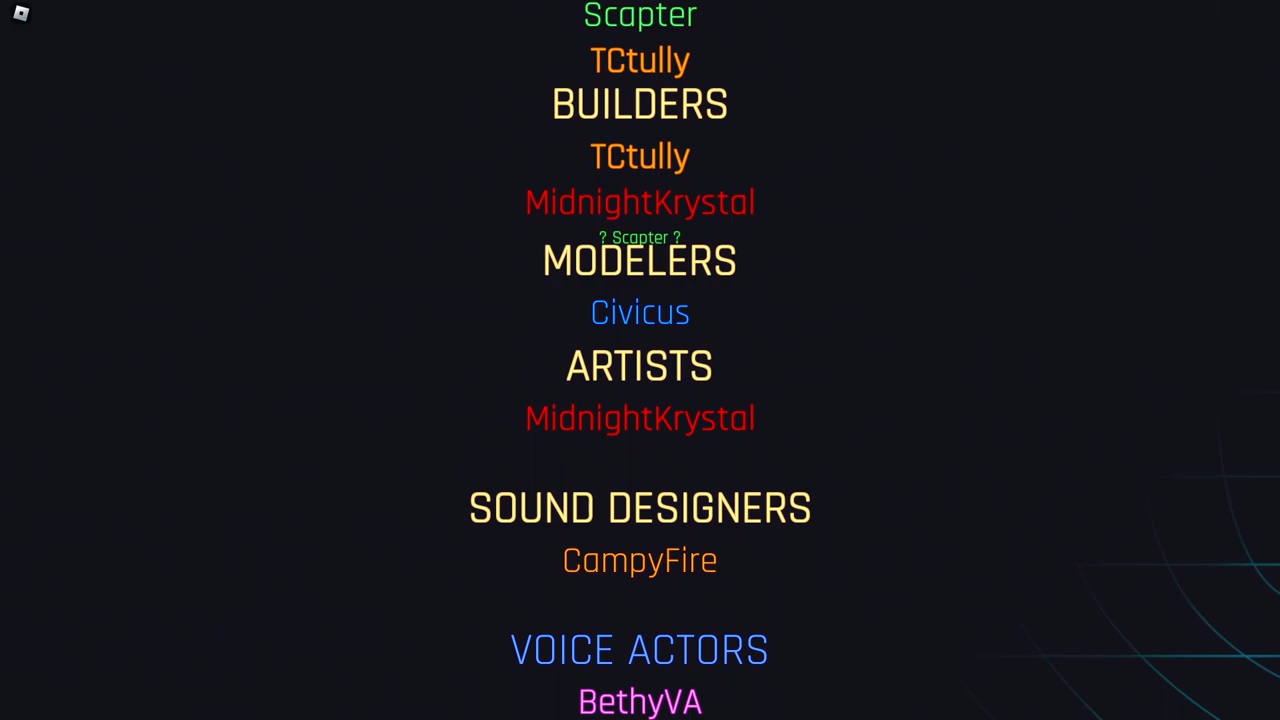 Scapter
TCtully
BUILDERS
TCtully
MidnightKrystal
? Scapter ?
MODELERS
Civicus
ARTISTS
MidnightKrystal
SOUND DESIGNERS
CampyFire
VOICE ACTORS
BethyVA